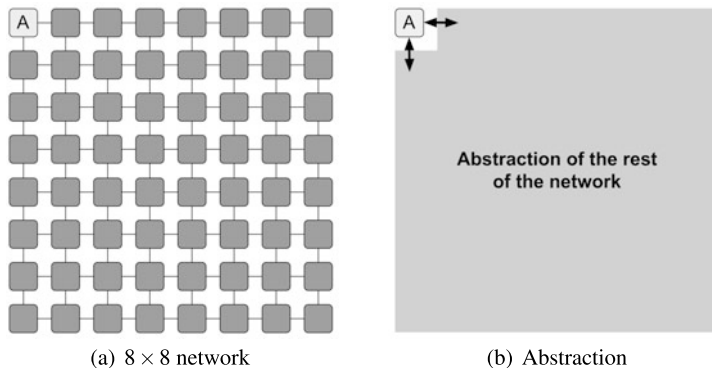 A
A
Abstraction of the rest
of the network
(a) 8 × 8 network
(b) Abstraction